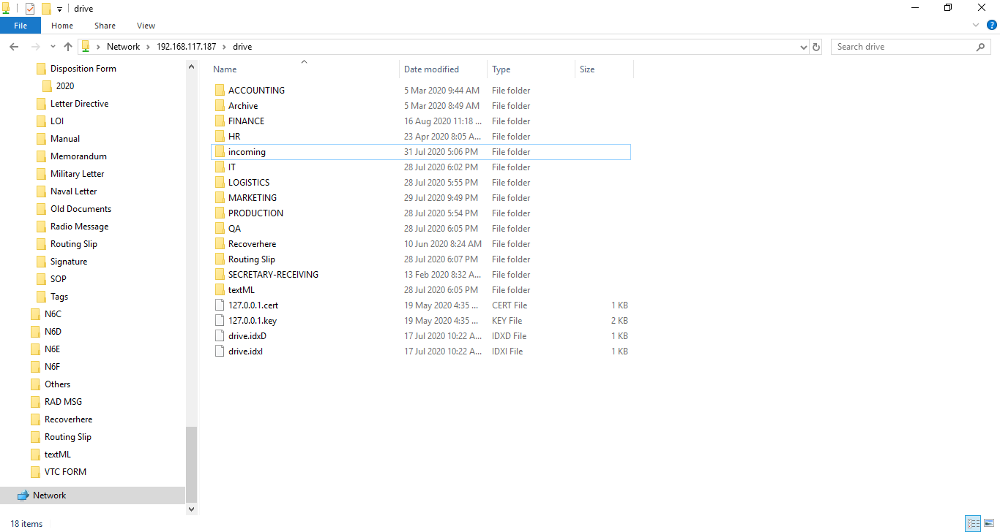 drive
File Home Share View
Network 192.168.117.187 drive
Search drive
Disposition Form
2020
Letter Directive
LOI
Manual
Memorandum
Military Letter
Naval Letter
Old Documents
Radio Message
Routing Slip
Signature
SOP
Tags
N6C
N6D
N6E
N6F
Others
RAD MSG
Recoverhere
Routing Slip
textML
VTC FORM
Network
Name Date modified Type Size
ACCOUNTING 5 Mar 2020 9:44 AM File folder
Archive 5 Mar 2020 8:49 AM File folder
FINANCE 16 Aug 2020 11:18 ... File folder
HR 23 Apr 2020 8:05 A... File folder
incoming 31 Jul 2020 5:06 PM File folder
IT 28 Jul 2020 6:02 PM File folder
LOGISTICS 28 Jul 2020 5:55 PM File folder
MARKETING 29 Jul 2020 9:49 PM File folder
PRODUCTION 28 Jul 2020 5:54 PM File folder
QA 28 Jul 2020 6:05 PM File folder
Recoverhere 10 Jun 2020 8:24 AM File folder
Routing Slip 28 Jul 2020 6:07 PM File folder
SECRETARY-RECEIVING 13 Feb 2020 8:32 A... File folder
textML 28 Jul 2020 6:05 PM File folder
127.0.0.1.cert 19 May 2020 4:35 ... CERT File 1 KB
127.0.0.1.key 19 May 2020 4:35 ... KEY File 2 KB
drive.idxD 17 Jul 2020 10:22 A... IDXD File 1 KB
drive.idxI 17 Jul 2020 10:22 A... IDXI File 1 KB
18 items